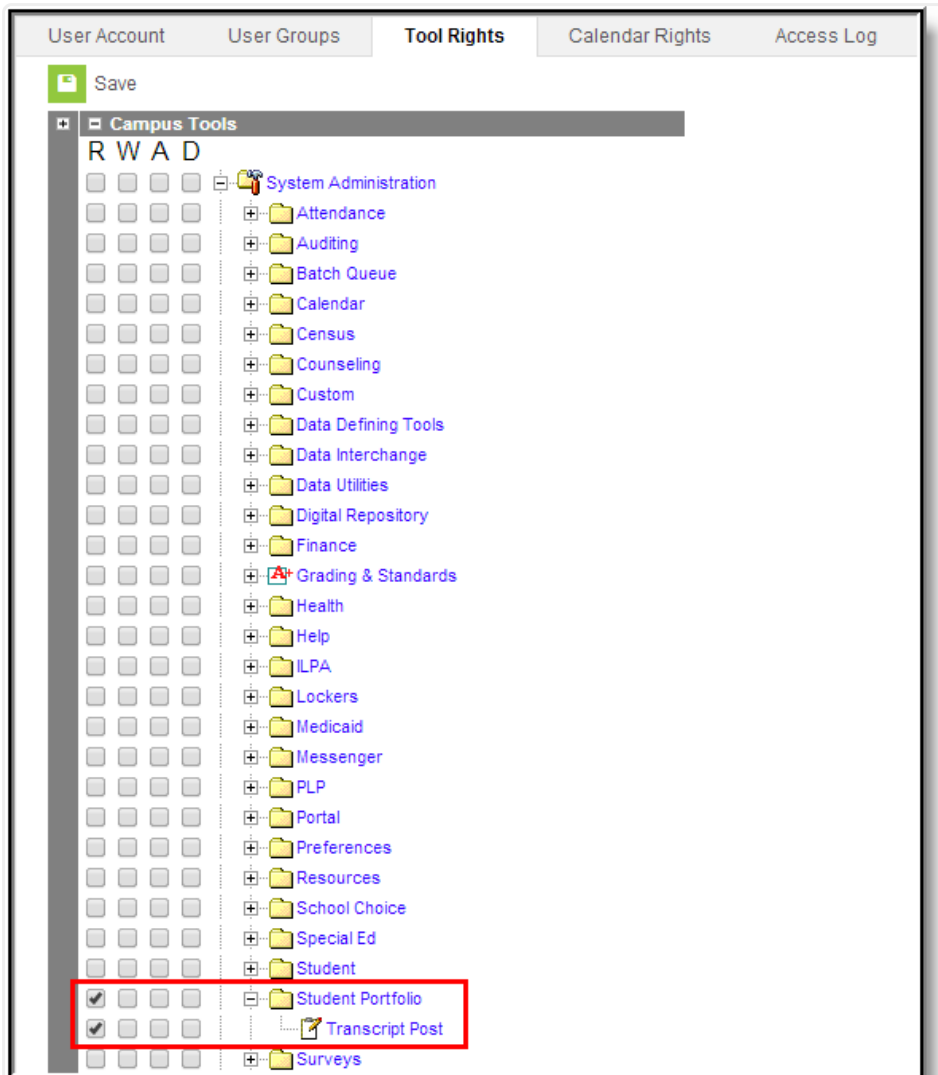 User Account User Groups Tool Rights Calendar Rights Access Log
Save
Campus Tools
R W A D
System Administration
Attendance
Auditing
Batch Queue
Calendar
Census
Counseling
Custom
Data Defining Tools
Data Interchange
Data Utilities
Digital Repository
Finance
A+ Grading & Standards
Health
Help
ILPA
Lockers
Medicaid
Messenger
PLP
Portal
Preferences
Resources
School Choice
Special Ed
Student
Student Portfolio
Transcript Post
Surveys